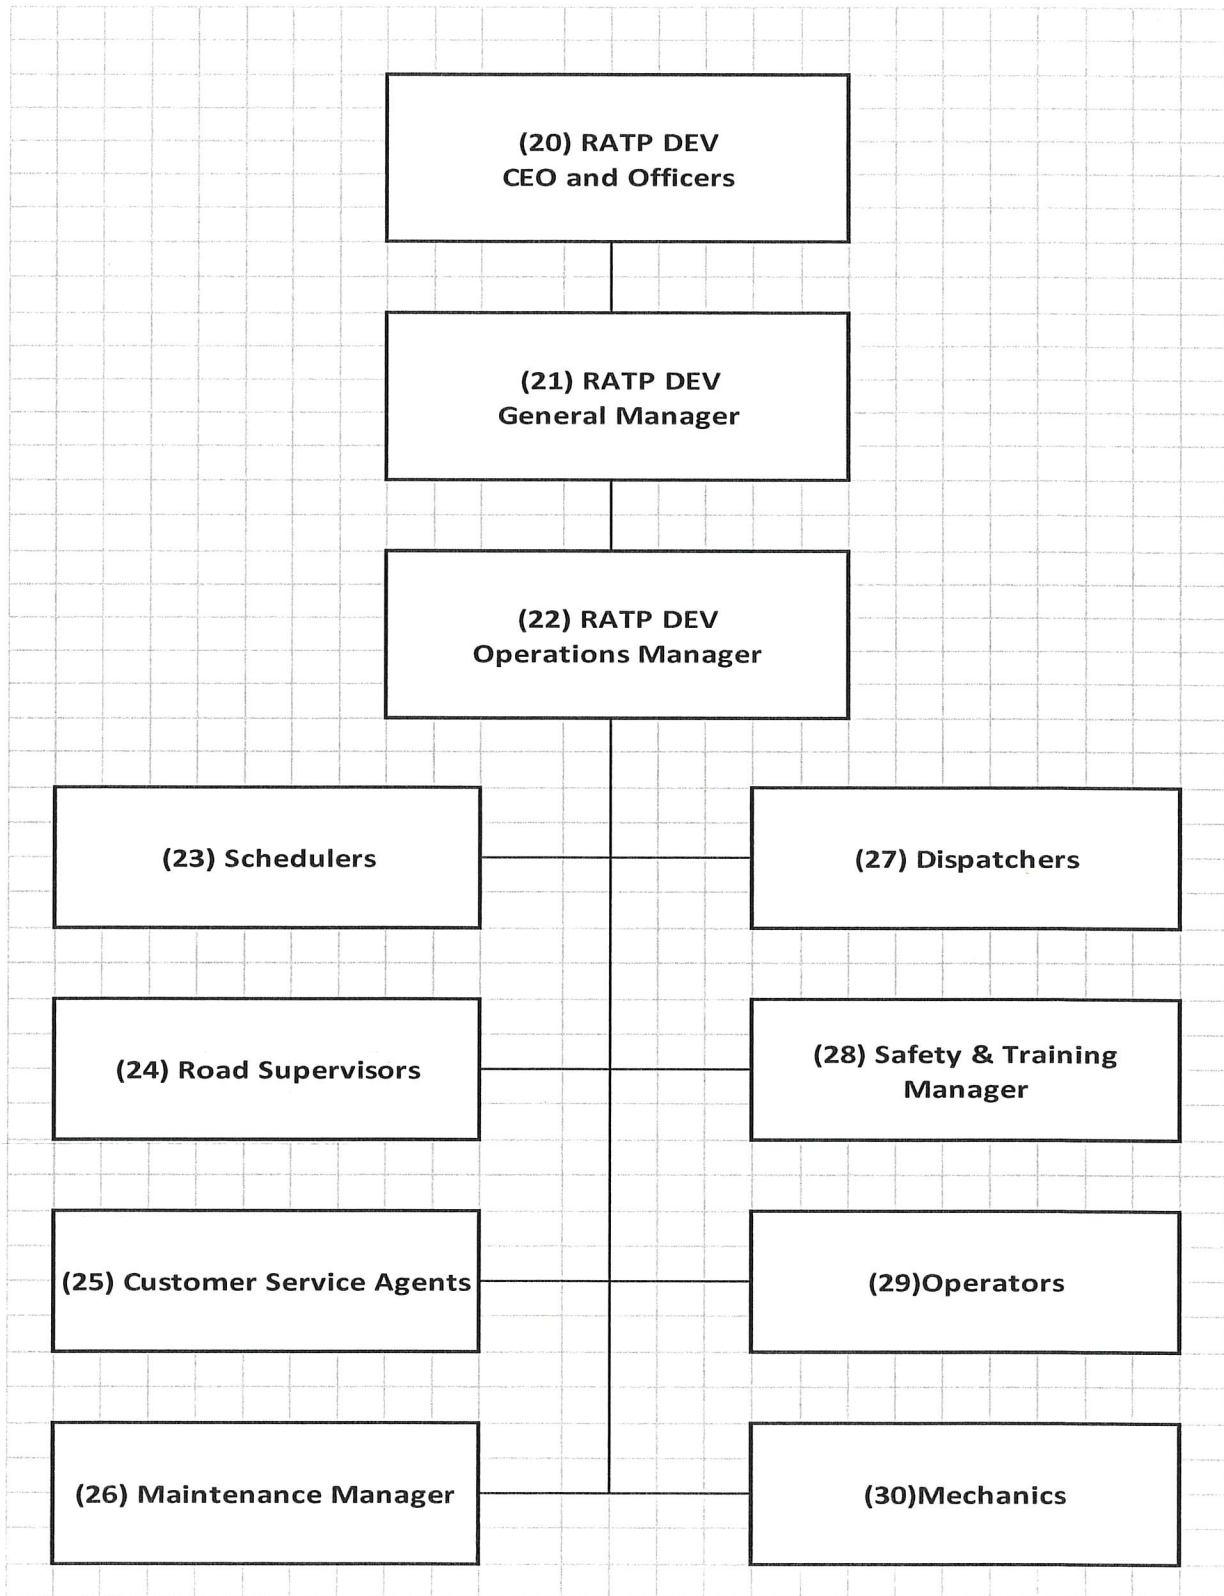 (20) RATP DEV
CEO and Officers
(21) RATP DEV
General Manager
(22) RATP DEV
Operations Manager
(23) Schedulers
(27) Dispatchers
(24) Road Supervisors
(28) Safety & Training
Manager
(25) Customer Service Agents
(29)Operators
(26) Maintenance Manager
(30)Mechanics